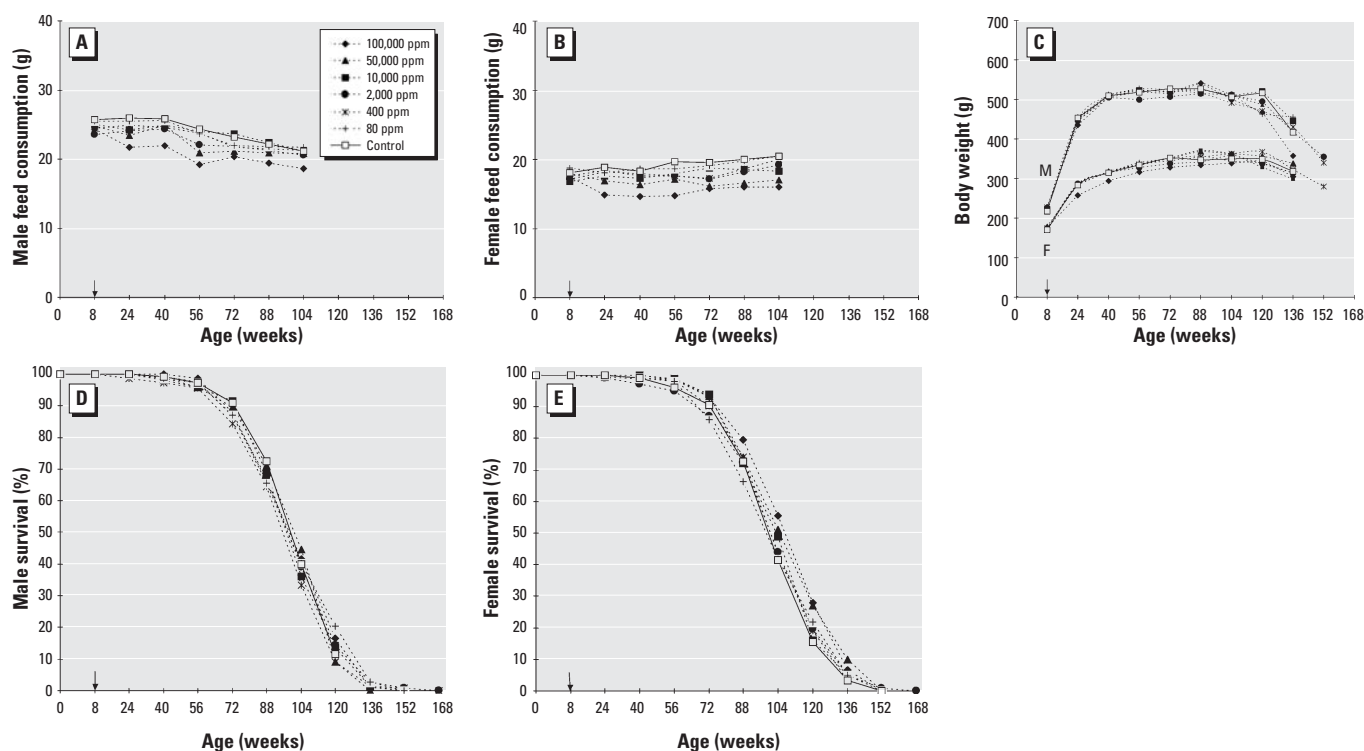 A
Male feed consumption (g)
40
30
20
10
0
0 8 24 40 56 72 88 104 120 136 152 168
Age (weeks)
100,000 ppm
50,000 ppm
10,000 ppm
2,000 ppm
400 ppm
80 ppm
Control
B
Female feed consumption (g)
40
30
20
10
0
0 8 24 40 56 72 88 104 120 136 152 168
Age (weeks)
C
Body weight (g)
700
600
500
400
300
200
100
0
M
F
0 8 24 40 56 72 88 104 120 136 152 168
Age (weeks)
D
Male survival (%)
100
90
80
70
60
50
40
30
20
10
0
0 8 24 40 56 72 88 104 120 136 152 168
Age (weeks)
E
Female survival (%)
100
90
80
70
60
50
40
30
20
10
0
0 8 24 40 56 72 88 104 120 136 152 168
Age (weeks)